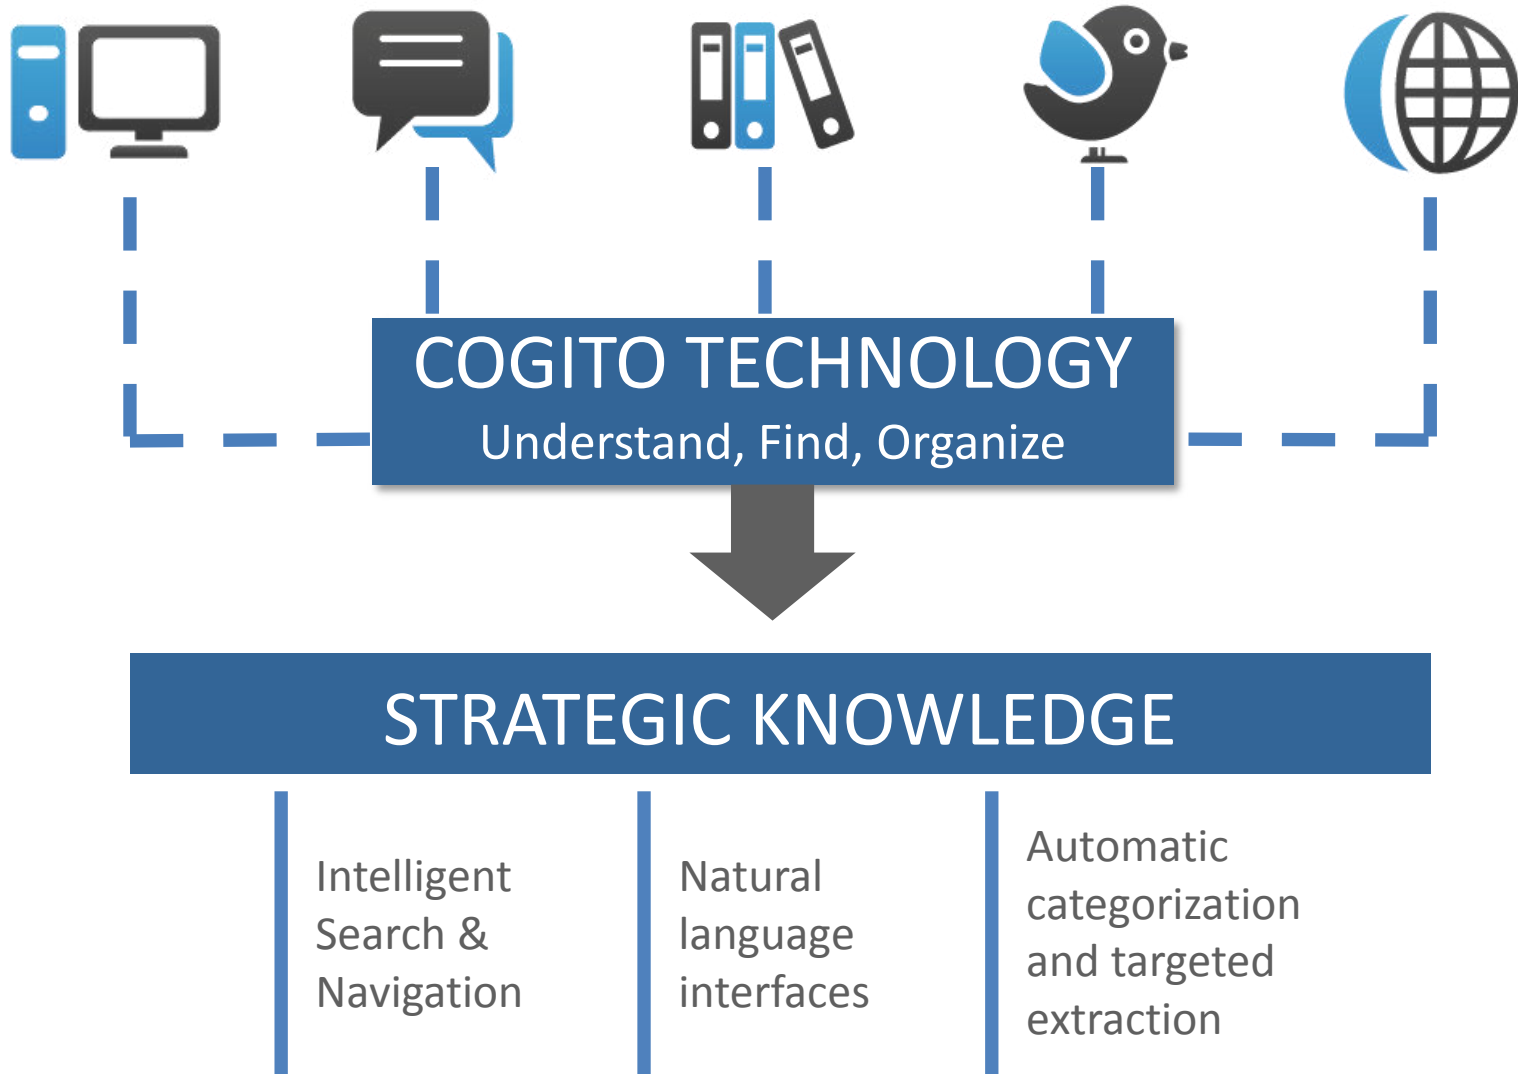 COGITO TECHNOLOGY
Understand, Find, Organize
STRATEGIC KNOWLEDGE
Intelligent
Search &
Navigation
Natural
language
interfaces
Automatic
categorization
and targeted
extraction